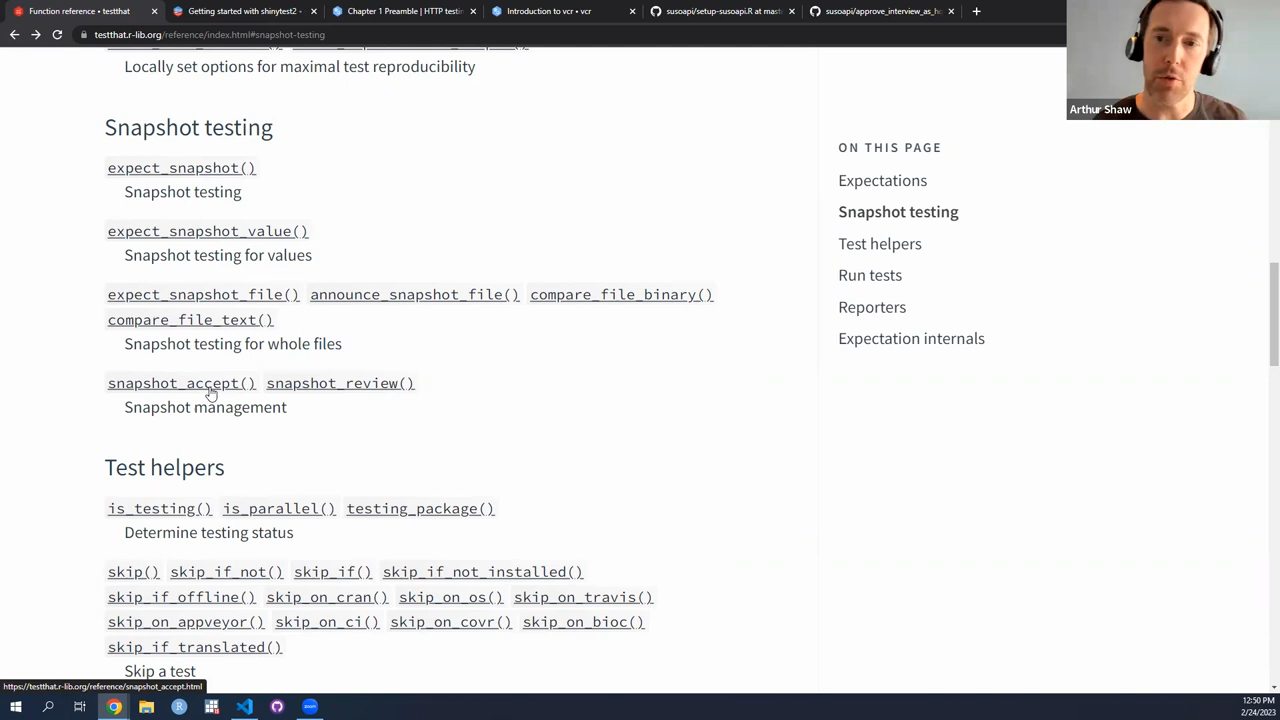 Function reference • testthat
Getting started with shinytest2 •
Chapter 1 Preamble | HTTP testin
Introduction to vcr • vcr
susoapi/setup-susoapi.R at mast
susoapi/approve_interview_as_h
testthat.r-lib.org/reference/index.html#snapshot-testing
Arthur Shaw
Locally set options for maximal test reproducibility
Snapshot testing
expect_snapshot()
Snapshot testing
expect_snapshot_value()
Snapshot testing for values
expect_snapshot_file() announce_snapshot_file() compare_file_binary()
compare_file_text()
Snapshot testing for whole files
snapshot_accept() snapshot_review()
Snapshot management
Test helpers
is_testing() is_parallel() testing_package()
Determine testing status
skip() skip_if_not() skip_if() skip_if_not_installed()
skip_if_offline() skip_on_cran() skip_on_os() skip_on_travis()
skip_on_appveyor() skip_on_ci() skip_on_covr() skip_on_bioc()
skip_if_translated()
Skip a test
ON THIS PAGE
Expectations
Snapshot testing
Test helpers
Run tests
Reporters
Expectation internals
https://testthat.r-lib.org/reference/snapshot_accept.html
12:50 PM
2/24/2023